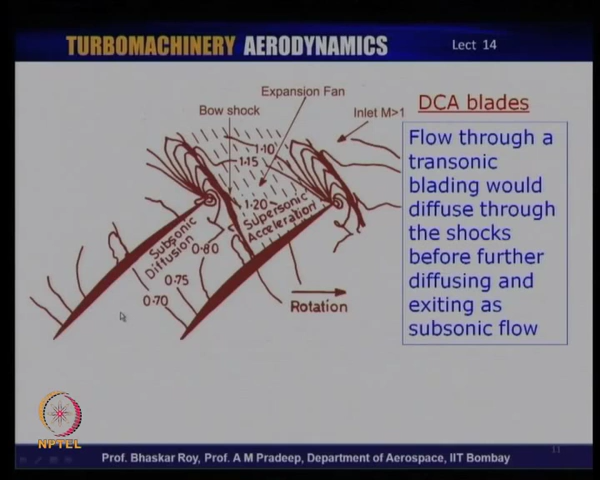 TURBOMACHINERY AERODYNAMICS
Lect 14
Expansion Fan
Bow shock
Inlet M>1
DCA blades
1·10
1·15
1·20
Supersonic
Acceleration
Subsonic
Diffusion
0·80
0·75
0·70
Rotation
Flow through a
transonic
blading would
diffuse through
the shocks
before further
diffusing and
exiting as
subsonic flow
NPTEL
Prof. Bhaskar Roy, Prof. A M Pradeep, Department of Aerospace, IIT Bombay
11